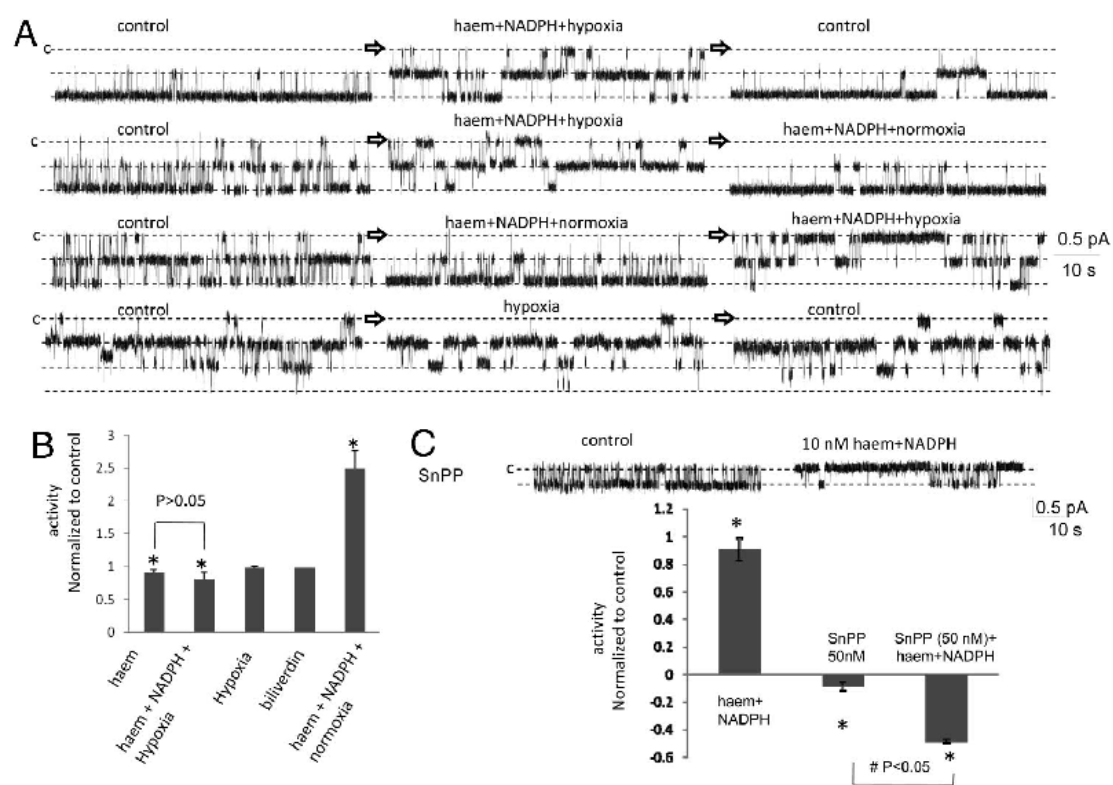 A
control
haem+NADPH+hypoxia
control
c
control
haem+NADPH+hypoxia
haem+NADPH+normoxia
c
control
haem+NADPH+normoxia
haem+NADPH+hypoxia
c
0.5 pA
10 s
control
hypoxia
control
c
B
activity
Normalized to control
3
2.5
2
1.5
1
0.5
0
P>0.05
*
*
*
haem
haem + NADPH +
Hypoxia
Hypoxia
biliverdin
haem + NADPH +
normoxia
C
SnPP
control
10 nM haem+NADPH
c
0.5 pA
10 s
activity
Normalized to control
1.2
1
0.8
0.6
0.4
0.2
0
-0.2
-0.4
-0.6
*
haem+
NADPH
SnPP
50nM
*
SnPP (50 nM)+
haem+NADPH
*
# P<0.05